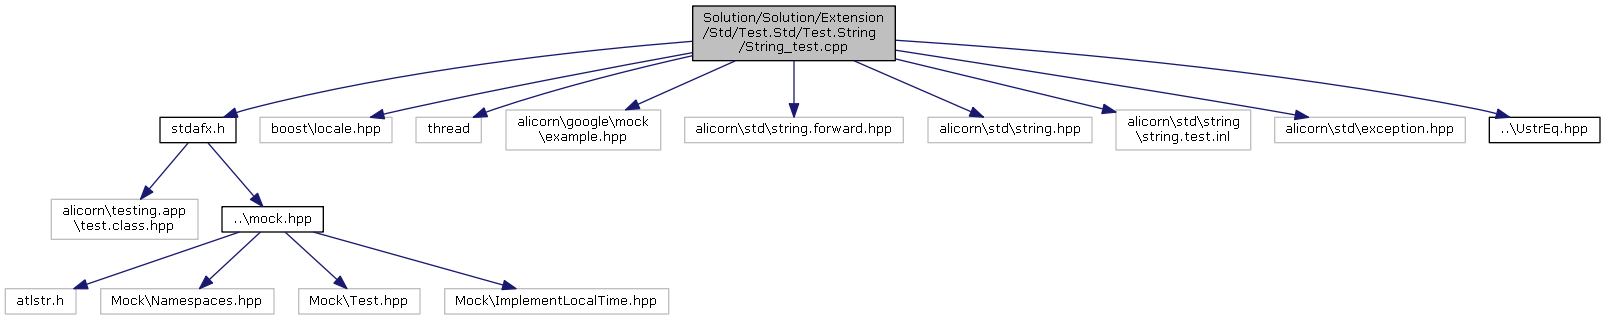 Solution/Solution/Extension
/Std/Test.Std/Test.String
/String_test.cpp
stdafx.h
boost\locale.hpp
thread
alicorn\google\mock
\example.hpp
alicorn\std\string.forward.hpp
alicorn\std\string.hpp
alicorn\std\string
\string.test.inl
alicorn\std\exception.hpp
..\UstrEq.hpp
alicorn\testing.app
\test.class.hpp
..\mock.hpp
atlstr.h
Mock\Namespaces.hpp
Mock\Test.hpp
Mock\ImplementLocalTime.hpp